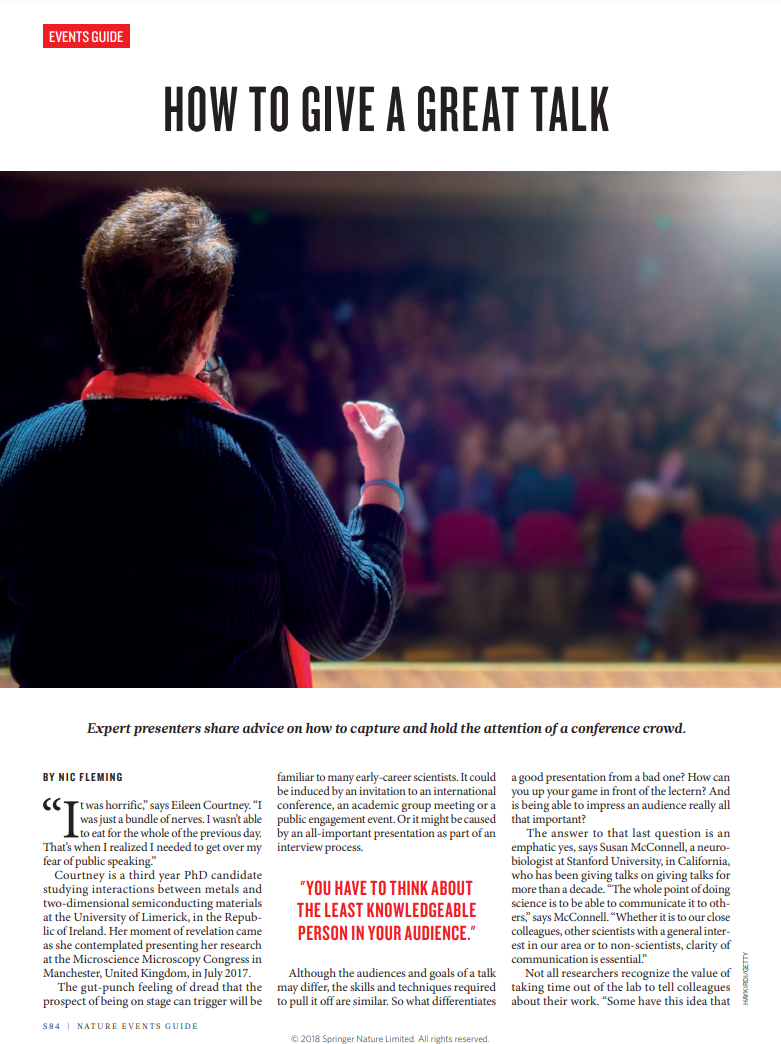 EVENTS GUIDE
HOW TO GIVE A GREAT TALK
Expert presenters share advice on how to capture and hold the attention of a conference crowd.
BY NIC FLEMING
“It was horrific,” says Eileen Courtney. “I
was just a bundle of nerves. I wasn’t able
to eat for the whole of the previous day.
That’s when I realized I needed to get over my
fear of public speaking.”
Courtney is a third year PhD candidate
studying interactions between metals and
two-dimensional semiconducting materials
at the University of Limerick, in the Repub-
lic of Ireland. Her moment of revelation came
as she contemplated presenting her research
at the Microscience Microscopy Congress in
Manchester, United Kingdom, in July 2017.
The gut-punch feeling of dread that the
prospect of being on stage can trigger will be
familiar to many early-career scientists. It could
be induced by an invitation to an international
conference, an academic group meeting or a
public engagement event. Or it might be caused
by an all-important presentation as part of an
interview process.
"YOU HAVE TO THINK ABOUT
THE LEAST KNOWLEDGEABLE
PERSON IN YOUR AUDIENCE."
Although the audiences and goals of a talk
may differ, the skills and techniques required
to pull it off are similar. So what differentiates
a good presentation from a bad one? How can
you up your game in front of the lectern? And
is being able to impress an audience really all
that important?
The answer to that last question is an
emphatic yes, says Susan McConnell, a neuro-
biologist at Stanford University, in California,
who has been giving talks on giving talks for
more than a decade. “The whole point of doing
science is to be able to communicate it to oth-
ers,” says McConnell. “Whether it is to our close
colleagues, other scientists with a general inter-
est in our area or to non-scientists, clarity of
communication is essential.”
Not all researchers recognize the value of
taking time out of the lab to tell colleagues
about their work. “Some have this idea that
HAYKIRDI/GETTY
S84 | NATURE EVENTS GUIDE
© 2018 Springer Nature Limited. All rights reserved.